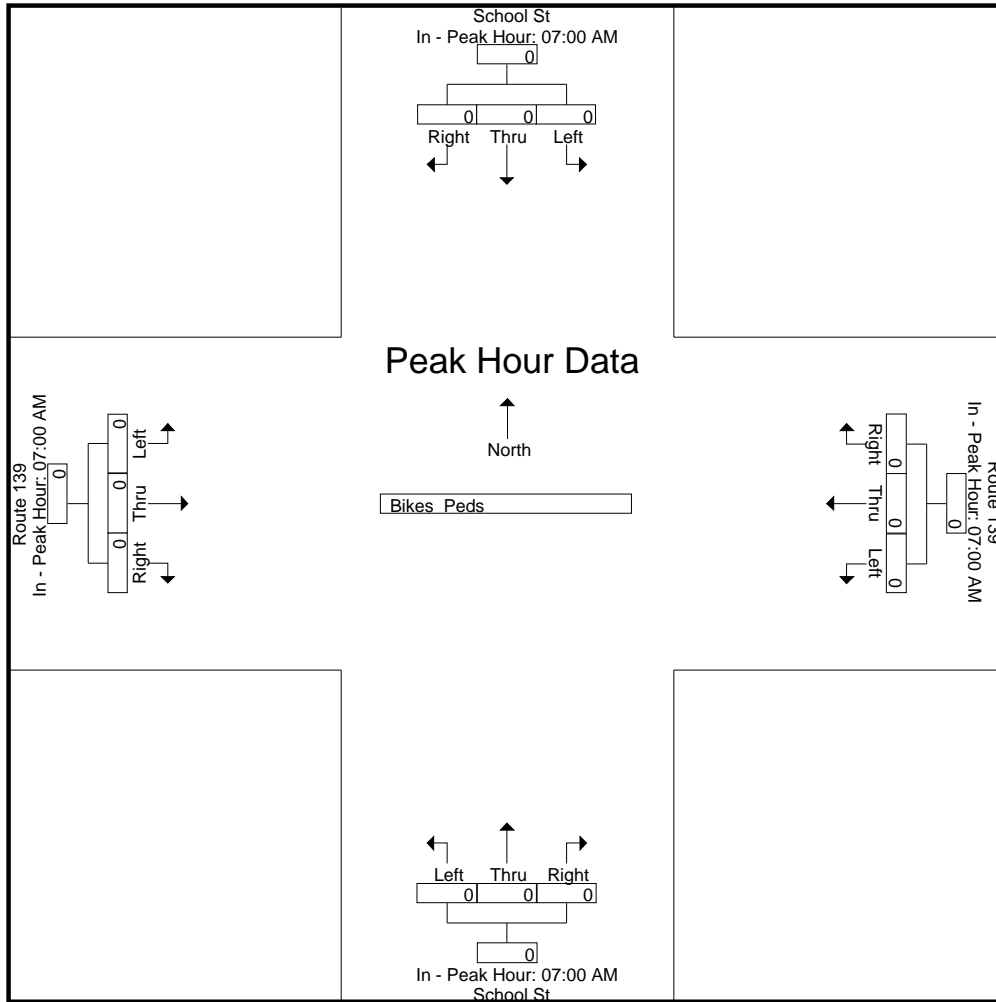 School St
In - Peak Hour: 07:00 AM
0
0 0 0
Right Thru Left
Peak Hour Data
North
Bikes Peds
Route 139
In - Peak Hour: 07:00 AM
0
0 0 0
Left Thru Right
Route 139
In - Peak Hour: 07:00 AM
0
0 0 0
Right Thru Left
Left Thru Right
0 0 0
0
In - Peak Hour: 07:00 AM
School St